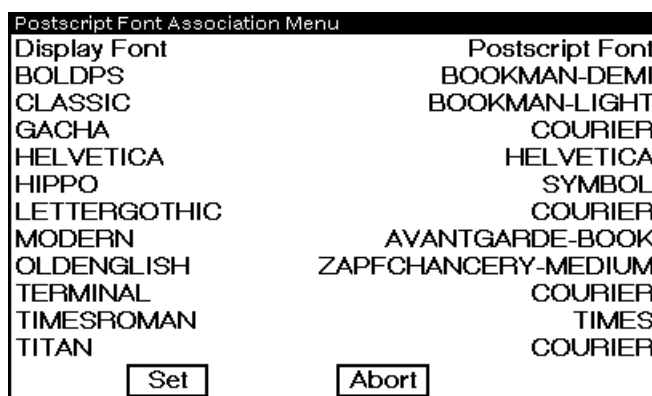 Postscript Font Association Menu
Display Font Postscript Font
BOLDPS BOOKMAN-DEMI
CLASSIC BOOKMAN-LIGHT
GACHA COURIER
HELVETICA HELVETICA
HIPPO SYMBOL
LETTERGOTHIC COURIER
MODERN AVANTGARDE-BOOK
OLDENGLISH ZAPFCHANCERY-MEDIUM
TERMINAL COURIER
TIMESROMAN TIMES
TITAN COURIER
Set Abort